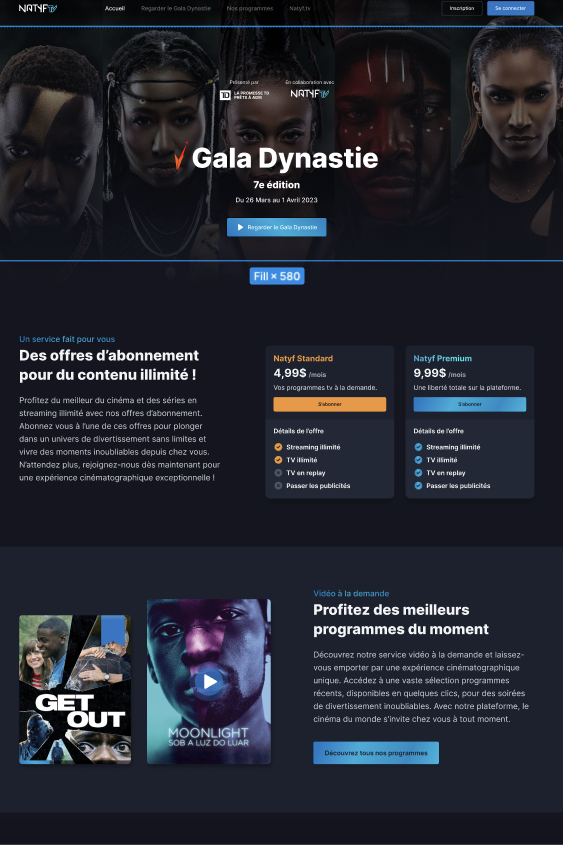 NATYFTV
Accueil
Regarder le Gala Dynastie
Nos programmes
Natyf.tv
Inscription
Se connecter
Présenté par
En collaboration avec
TD
LA PROMESSE TD
PRÊTS À AGIR
NATYFTV
Gala Dynastie
7e édition
Du 26 Mars au 1 Avril 2023
Regarder le Gala Dynastie
Fill × 580
Un service fait pour vous
Des offres d'abonnement
pour du contenu illimité !
Profitez du meilleur du cinéma et des séries en
streaming illimité avec nos offres d'abonnement.
Abonnez vous à l'une de ces offres pour plonger
dans un univers de divertissement sans limites et
vivre des moments inoubliables depuis chez vous.
N'attendez plus, rejoignez-nous dès maintenant pour
une expérience cinématographique exceptionnelle !
Natyf Standard
4,99$ /mois
Vos programmes tv à la demande.
S'abonner
Détails de l'offre
Streaming illimité
TV illimité
TV en replay
Passer les publicités
Natyf Premium
9,99$ /mois
Une liberté totale sur la plateforme.
S'abonner
Détails de l'offre
Streaming illimité
TV illimité
TV en replay
Passer les publicités
GET
OUT
MOONLIGHT
SOB A LUZ DO LUAR
Vidéo à la demande
Profitez des meilleurs
programmes du moment
Découvrez notre service vidéo à la demande et laissez-
vous emporter par une expérience cinématographique
unique. Accédez à une vaste sélection programmes
récents, disponibles en quelques clics, pour des soirées
de divertissement inoubliables. Avec notre plateforme, le
cinéma du monde s'invite chez vous à tout moment.
Découvrez tous nos programmes